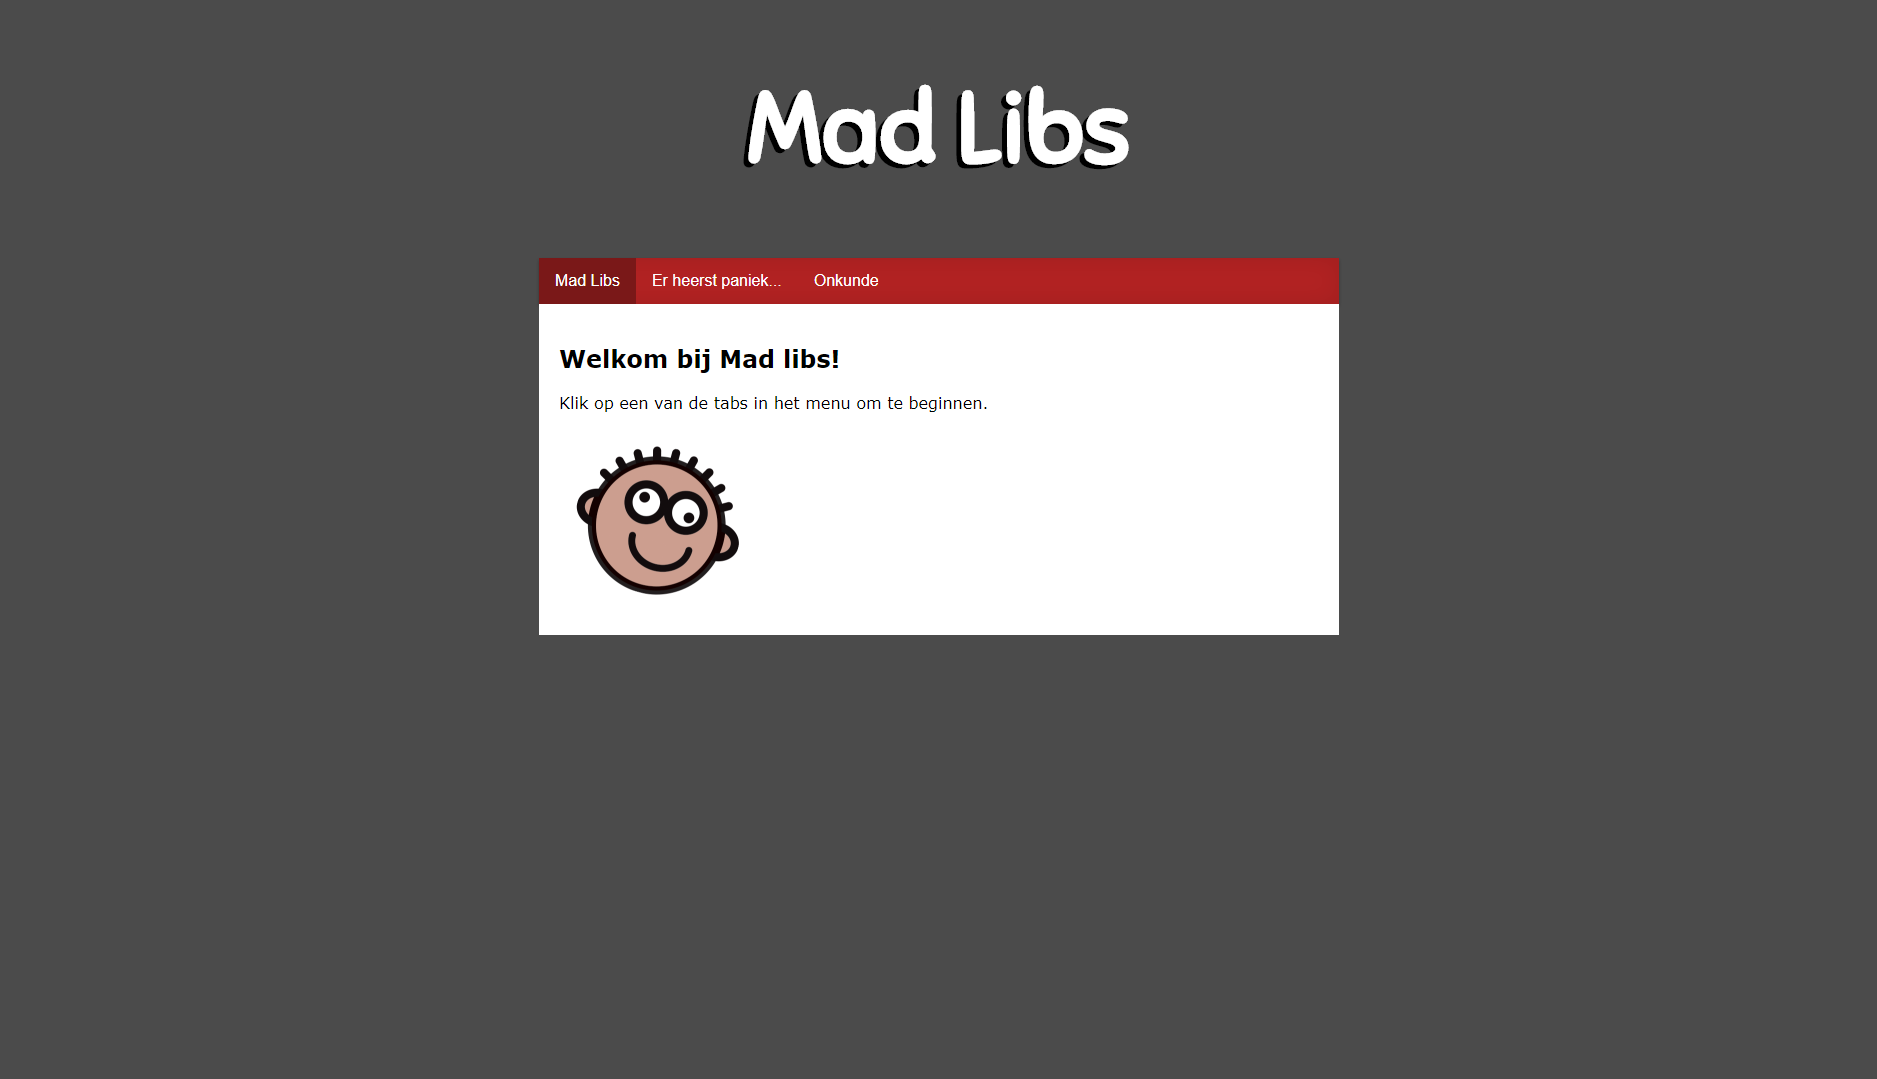 Mad Libs
Mad Libs Er heerst paniek... Onkunde
Welkom bij Mad libs!
Klik op een van de tabs in het menu om te beginnen.